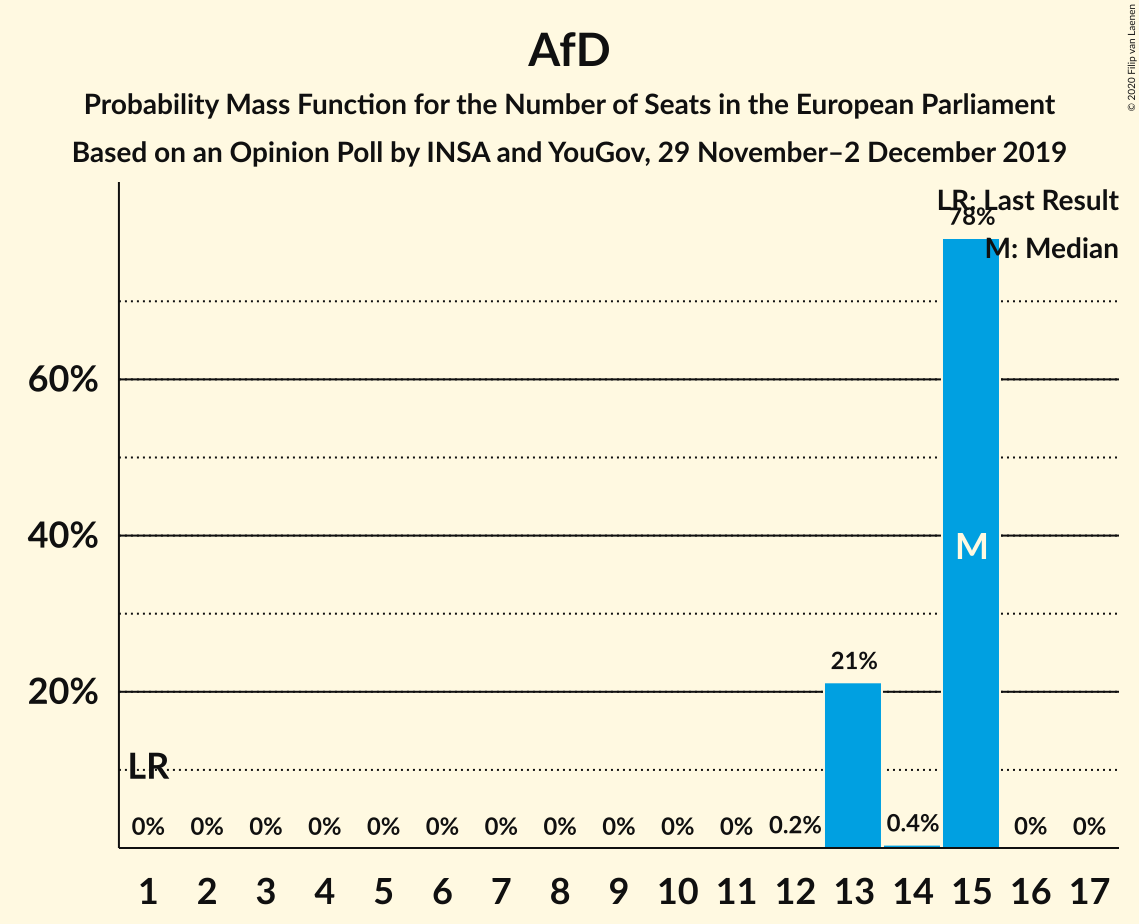 AfD
Probability Mass Function for the Number of Seats in the European Parliament
Based on an Opinion Poll by INSA and YouGov, 29 November–2 December 2019
© 2020 Filip van Laenen
LR: Last Result
78%
M: Median
60%
40%
M
21%
20%
LR
0% 0% 0% 0% 0% 0% 0% 0% 0% 0% 0% 0.2% 0.4% 0% 0%
1 2 3 4 5 6 7 8 9 10 11 12 13 14 15 16 17